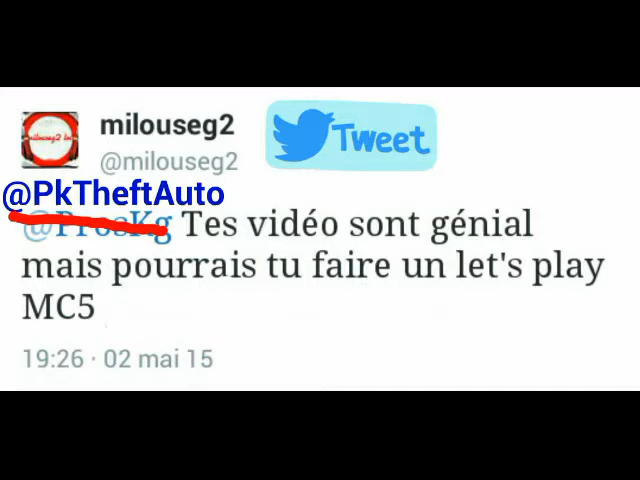 milouseg2
Tweet
@milouseg2
@PkTheftAuto
@ProsKg Tes vidéo sont génial
mais pourrais tu faire un let's play
MC5
19:26 · 02 mai 15